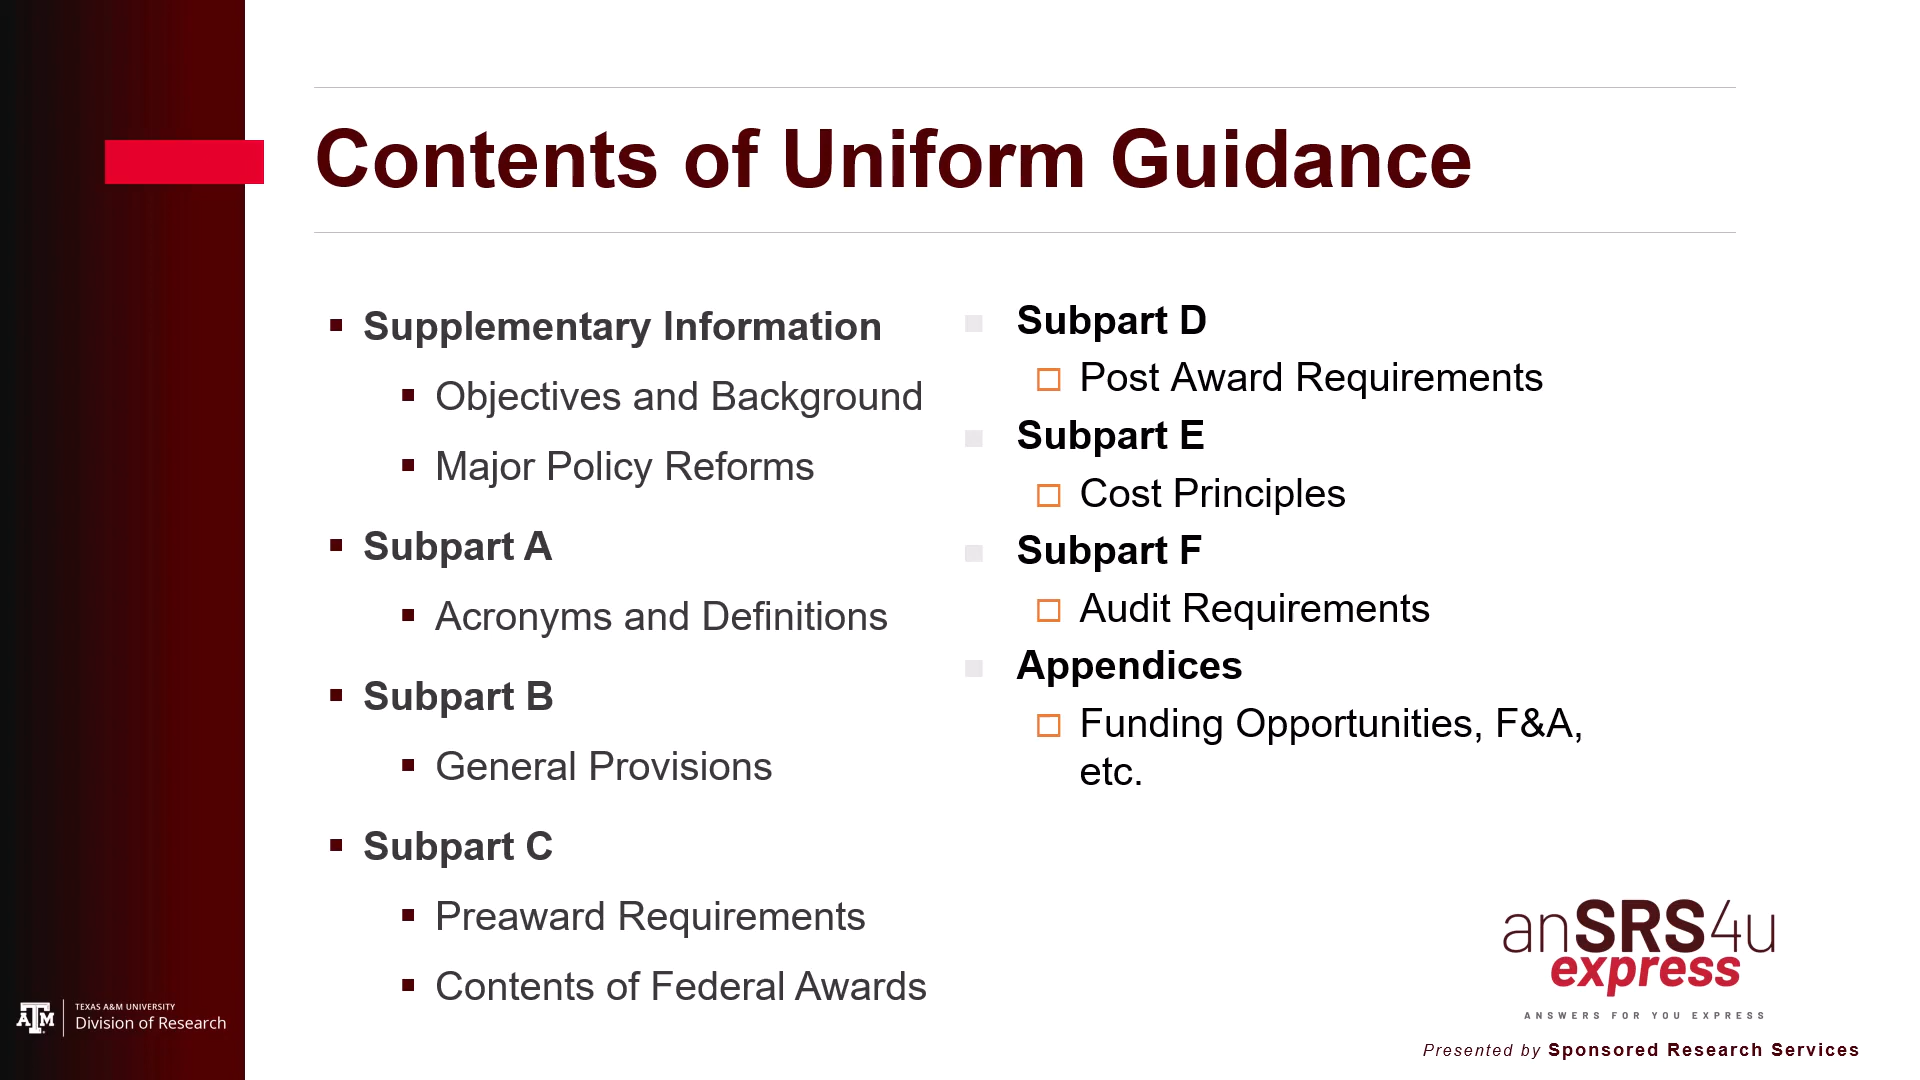 Contents of Uniform Guidance
Supplementary Information
Objectives and Background
Major Policy Reforms
Subpart A
Acronyms and Definitions
Subpart B
General Provisions
Subpart C
Preaward Requirements
Contents of Federal Awards
Subpart D
Post Award Requirements
Subpart E
Cost Principles
Subpart F
Audit Requirements
Appendices
Funding Opportunities, F&A,
etc.
anSRS4u
express
ANSWERS FOR YOU EXPRESS
Presented by Sponsored Research Services
ATM
TEXAS A&M UNIVERSITY
Division of Research